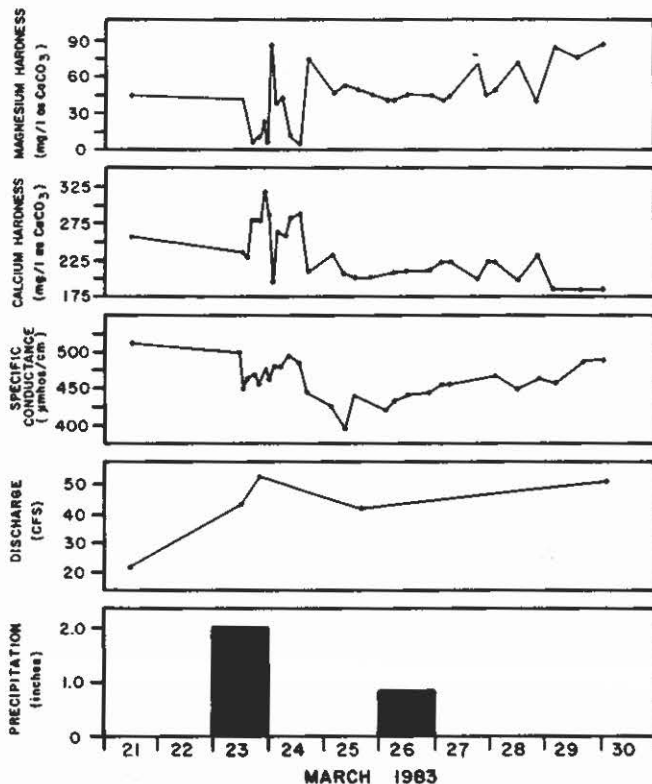 MAGNESIUM HARDNESS
(mg/l as CaCO3)
90
60
30
0
CALCIUM HARDNESS
(mg/l as CaCO3)
325
275
225
175
SPECIFIC
CONDUCTANCE
(µmhos/cm)
500
450
400
DISCHARGE
(CFS)
50
40
30
20
PRECIPITATION
(inches)
2.0
1.0
0
21 22 23 24 25 26 27 28 29 30
MARCH 1983